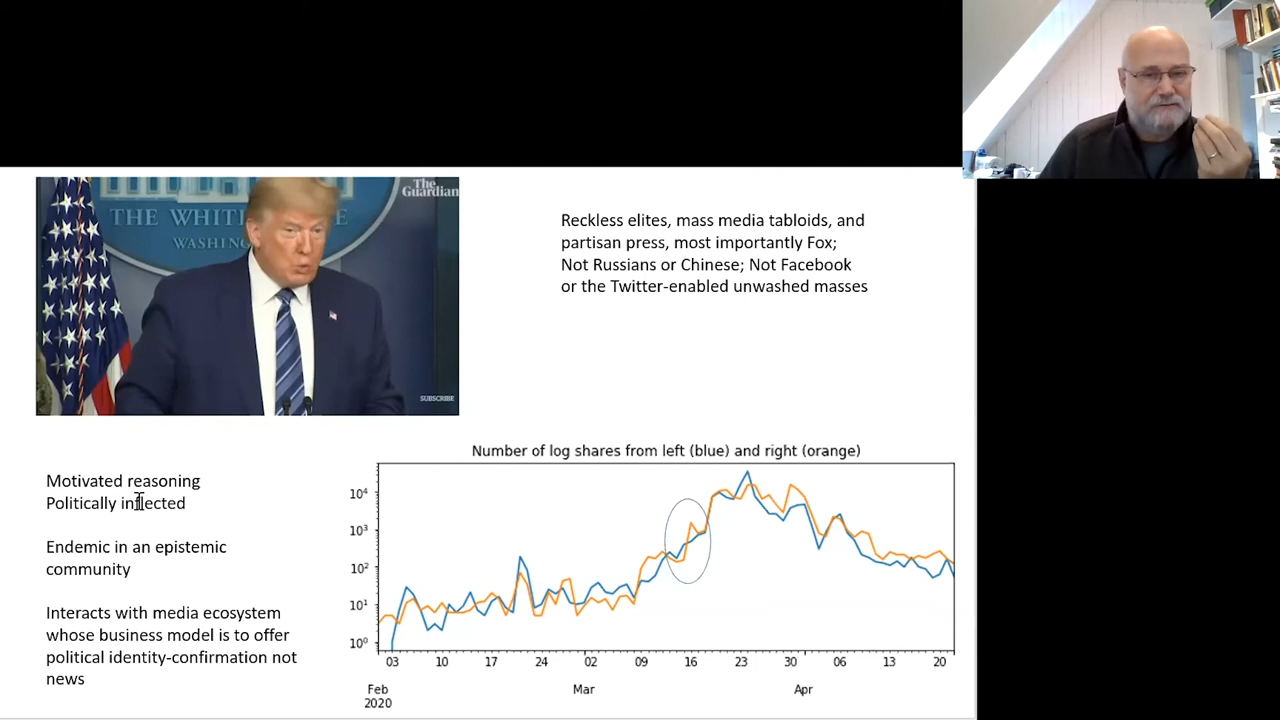 The
Guardian
THE WHIT E
WASHING
SUBSCRIBE
Reckless elites, mass media tabloids, and
partisan press, most importantly Fox;
Not Russians or Chinese; Not Facebook
or the Twitter-enabled unwashed masses
Motivated reasoning
Politically inflected
Endemic in an epistemic
community
Interacts with media ecosystem
whose business model is to offer
political identity-confirmation not
news
Number of log shares from left (blue) and right (orange)
10⁴
10³
10²
10¹
10⁰
03 10 17 24 02 09 16 23 30 06 13 20
Feb Mar Apr
2020